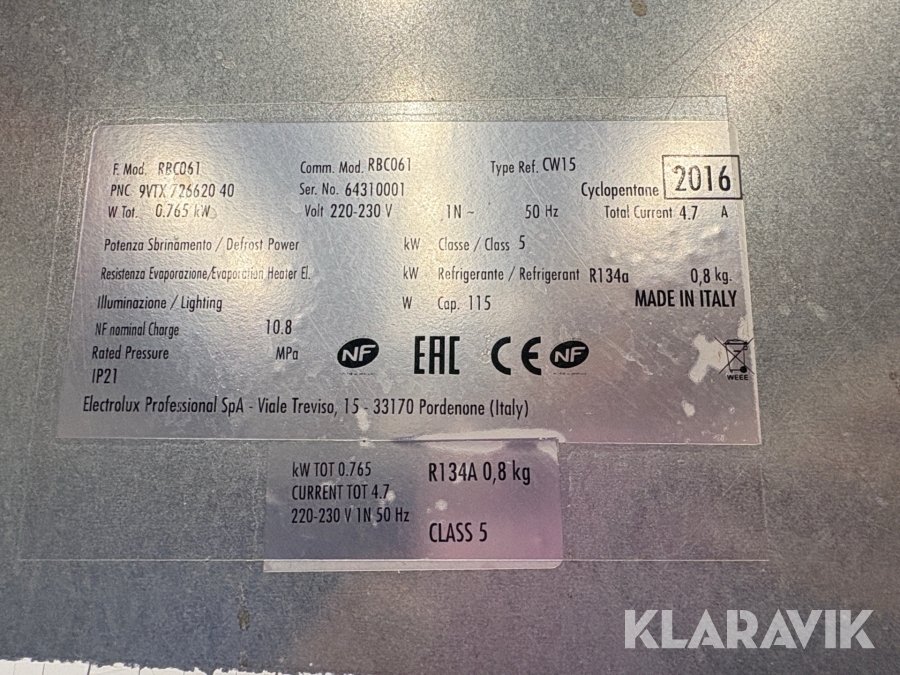 F. Mod. RBC061 Comm. Mod. RBC061 Type Ref. CW15
PNC 9VTX 726620 40 Ser. No. 64310001 Cyclopentane 2016
W Tot. 0.765 kW Volt 220-230 V 1N ~ 50 Hz Total Current 4.7 A
Potenza Sbrinamento / Defrost Power kW Classe / Class 5
Resistenza Evaporazione/Evaporation Heater El. kW Refrigerante / Refrigerant R134a 0,8 kg.
Illuminazione / Lighting W Cap. 115 MADE IN ITALY
NF nominal Charge 10.8
Rated Pressure MPa NF EAC CE NF
IP21 WEEE
Electrolux Professional SpA - Viale Treviso, 15 - 33170 Pordenone (Italy)
kW TOT 0.765 R134A 0,8 kg
CURRENT TOT 4.7
220-230 V 1N 50 Hz CLASS 5
KLARAVIK